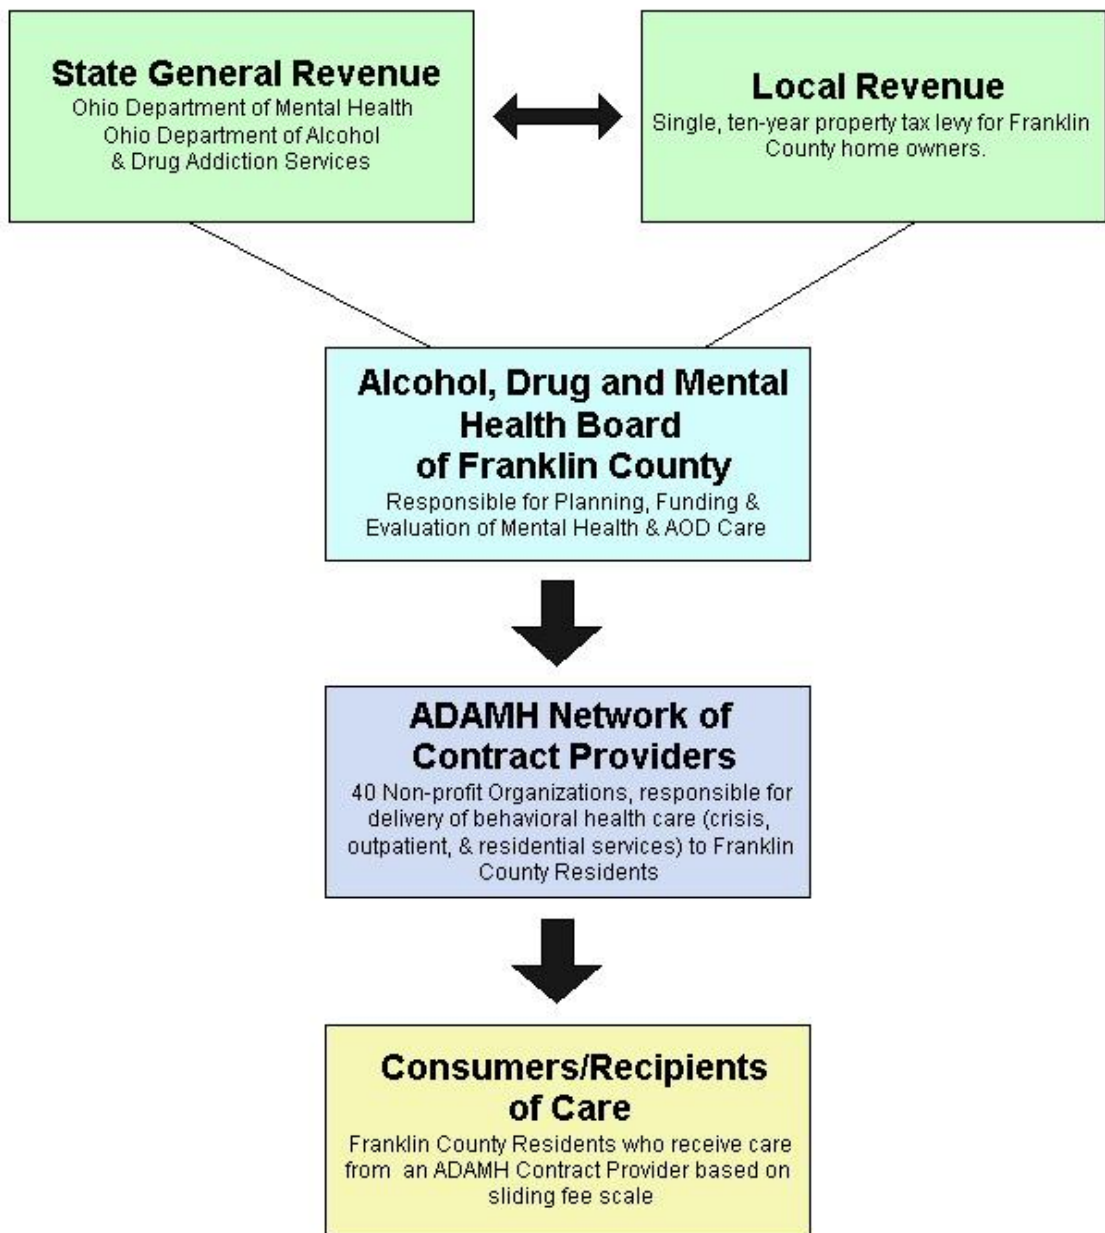 State General Revenue
Ohio Department of Mental Health
Ohio Department of Alcohol
& Drug Addiction Services
Local Revenue
Single, ten-year property tax levy for Franklin
County home owners.
Alcohol, Drug and Mental
Health Board
of Franklin County
Responsible for Planning, Funding &
Evaluation of Mental Health & AOD Care
ADAMH Network of
Contract Providers
40 Non-profit Organizations, responsible for
delivery of behavioral health care (crisis,
outpatient, & residential services) to Franklin
County Residents
Consumers/Recipients
of Care
Franklin County Residents who receive care
from an ADAMH Contract Provider based on
sliding fee scale